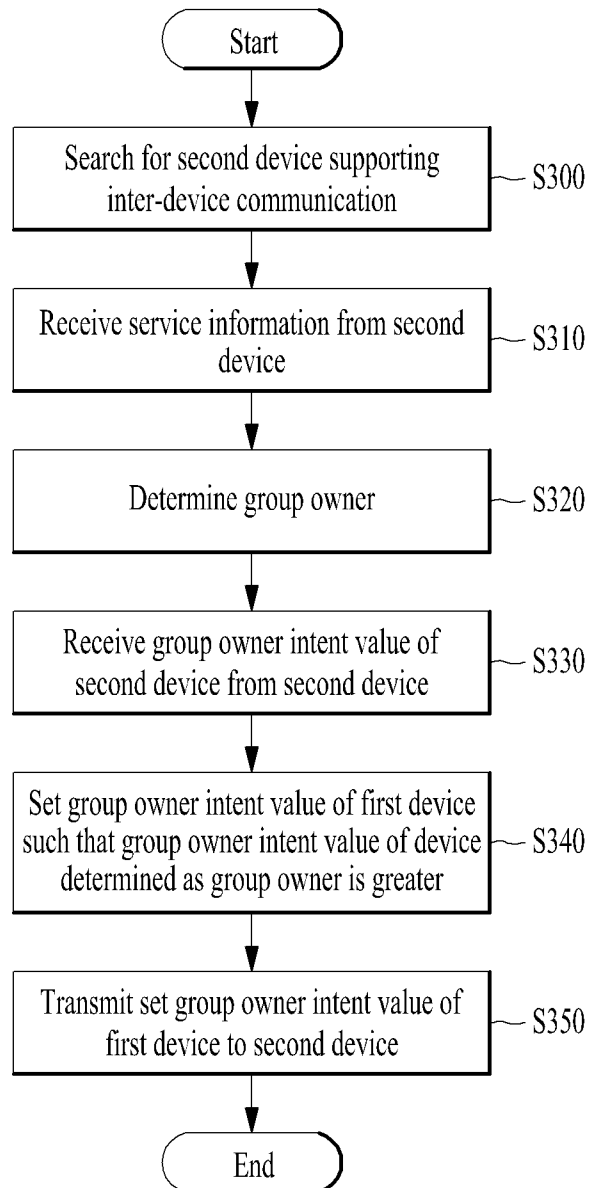 Start
Search for second device supporting
inter-device communication
S300
Receive service information from second
device
S310
Determine group owner
S320
Receive group owner intent value of
second device from second device
S330
Set group owner intent value of first device
such that group owner intent value of device
determined as group owner is greater
S340
Transmit set group owner intent value of
first device to second device
S350
End